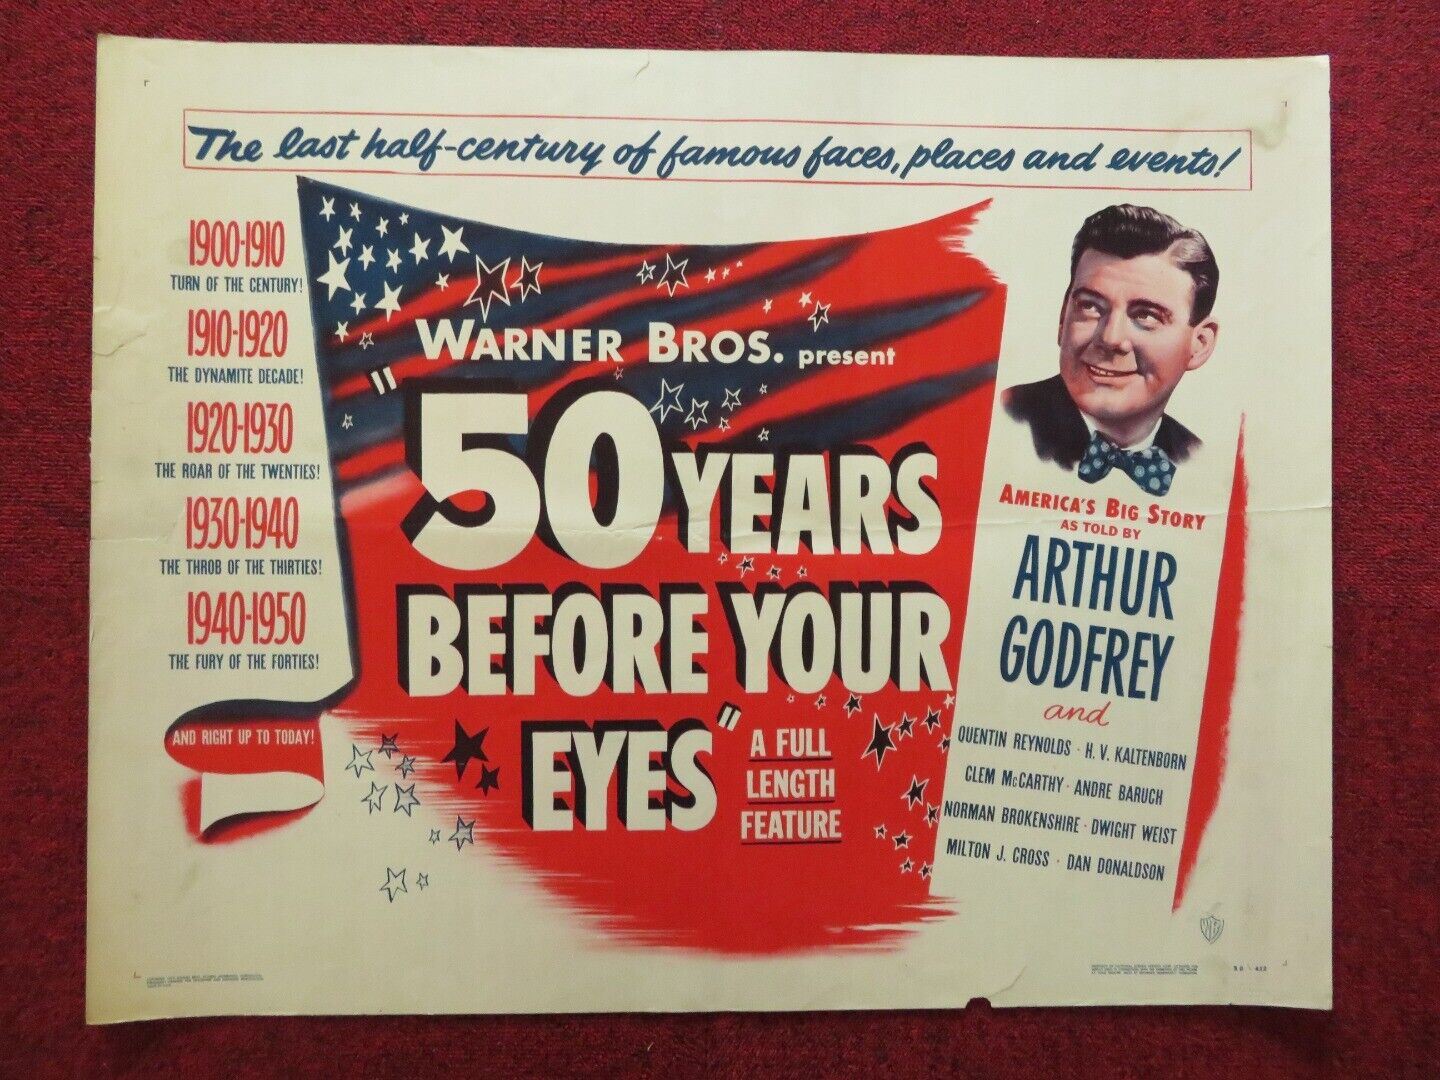 The last half-century of famous faces, places and events!
1900-1910
TURN OF THE CENTURY!
1910-1920
THE DYNAMITE DECADE!
1920-1930
THE ROAR OF THE TWENTIES!
1930-1940
THE THROB OF THE THIRTIES!
1940-1950
THE FURY OF THE FORTIES!
AND RIGHT UP TO TODAY!
WARNER BROS. present
"50 YEARS
BEFORE YOUR
EYES"
A FULL
LENGTH
FEATURE
AMERICA'S BIG STORY
AS TOLD BY
ARTHUR
GODFREY
and
QUENTIN REYNOLDS · H. V. KALTENBORN
CLEM McCARTHY · ANDRE BARUCH
NORMAN BROKENSHIRE · DWIGHT WEIST
MILTON J. CROSS · DAN DONALDSON
WB